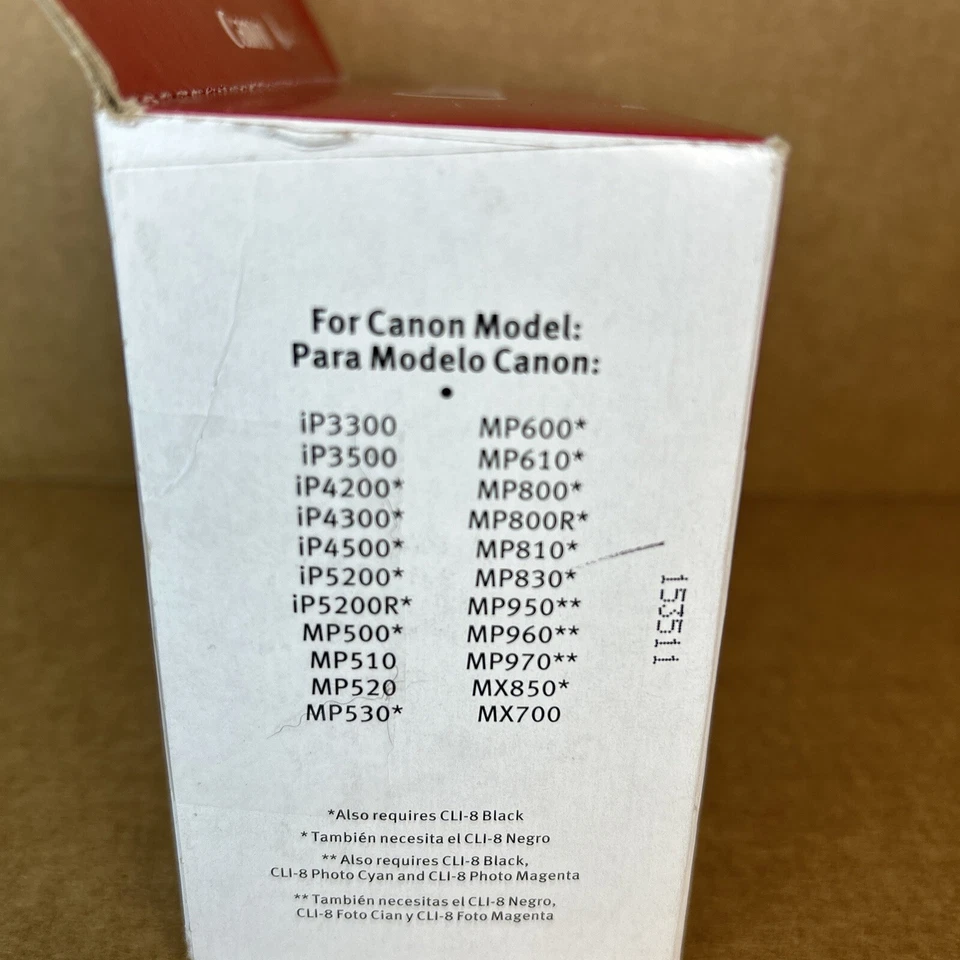 Canon
For Canon Model:
Para Modelo Canon:
•
iP3300 MP600*
iP3500 MP610*
iP4200* MP800*
iP4300* MP800R*
iP4500* MP810*
iP5200* MP830*
iP5200R* MP950**
MP500* MP960**
MP510 MP970**
MP520 MX850*
MP530* MX700
153511
*Also requires CLI-8 Black
* También necesita el CLI-8 Negro
** Also requires CLI-8 Black,
CLI-8 Photo Cyan and CLI-8 Photo Magenta
** También necesitas el CLI-8 Negro,
CLI-8 Foto Cian y CLI-8 Foto Magenta